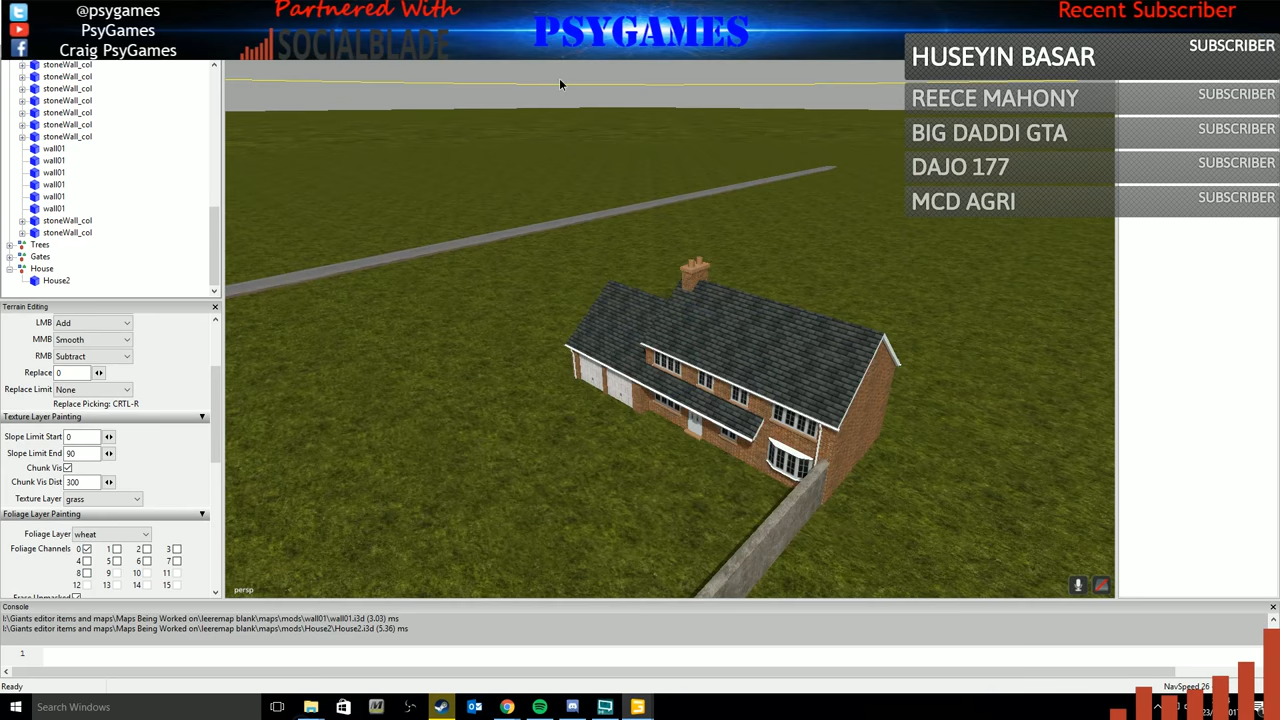 @psygames
PsyGames
Craig PsyGames
Partnered With
SOCIALBLADE
PSYGAMES
Recent Subscriber
HUSEYIN BASAR SUBSCRIBER
REECE MAHONY SUBSCRIBER
BIG DADDI GTA SUBSCRIBER
DAJO 177 SUBSCRIBER
MCD AGRI SUBSCRIBER
stoneWall_col
stoneWall_col
stoneWall_col
stoneWall_col
stoneWall_col
stoneWall_col
stoneWall_col
wall01
wall01
wall01
wall01
wall01
wall01
stoneWall_col
stoneWall_col
Trees
Gates
House
House2
Terrain Editing
LMB Add
MMB Smooth
RMB Subtract
Replace 0
Replace Limit None
Replace Picking: CRTL-R
Texture Layer Painting
Slope Limit Start 0
Slope Limit End 90
Chunk Vis
Chunk Vis Dist 300
Texture Layer grass
Foliage Layer Painting
Foliage Layer wheat
Foliage Channels 0 1 2 3
4 5 6 7
8 9 10 11
12 13 14 15
Erase Unmasked
persp
Console
I:\Giants editor items and maps\Maps Being Worked on\leeremap blank\maps\mods\wall01\wall01.i3d (3.03) ms
I:\Giants editor items and maps\Maps Being Worked on\leeremap blank\maps\mods\House2\House2.i3d (5.36) ms
1
Ready
NavSpeed 26
Search Windows